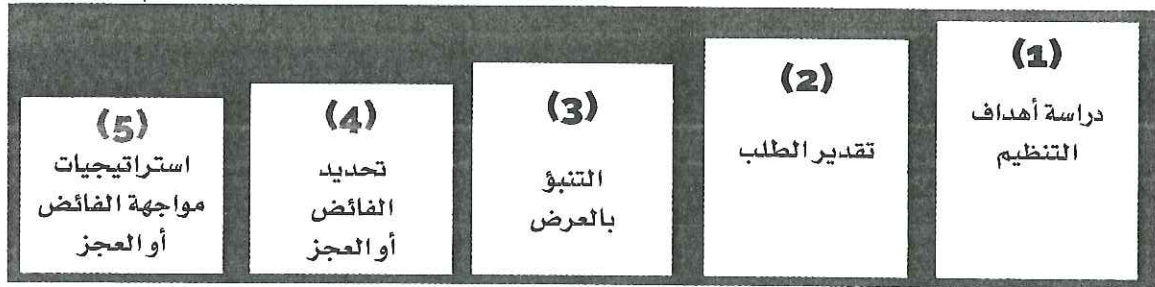 (1)
دراسة أهداف
التنظيم
(2)
تقدير الطلب
(3)
التنبؤ
بالعرض
(4)
تحديد
الفائض
أو العجز
(5)
استراتيجيات
مواجهة الفائض
أو العجز